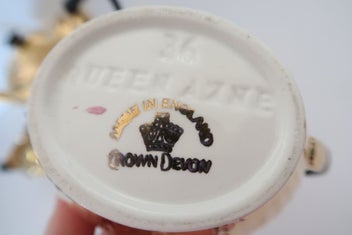 36
QUEEN ANNE
MADE IN ENGLAND
CROWN DEVON